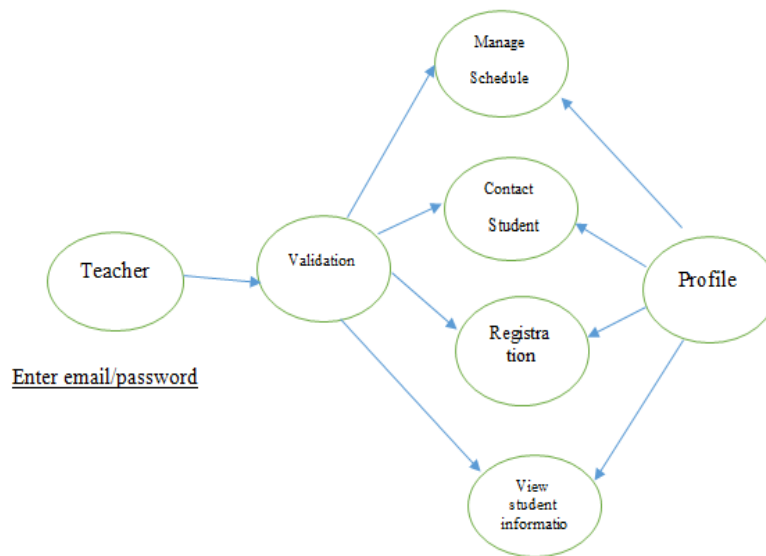 Manage
Schedule
Contact
Student
Teacher
Validation
Profile
Registra
tion
Enter email/password
View
student
informatio